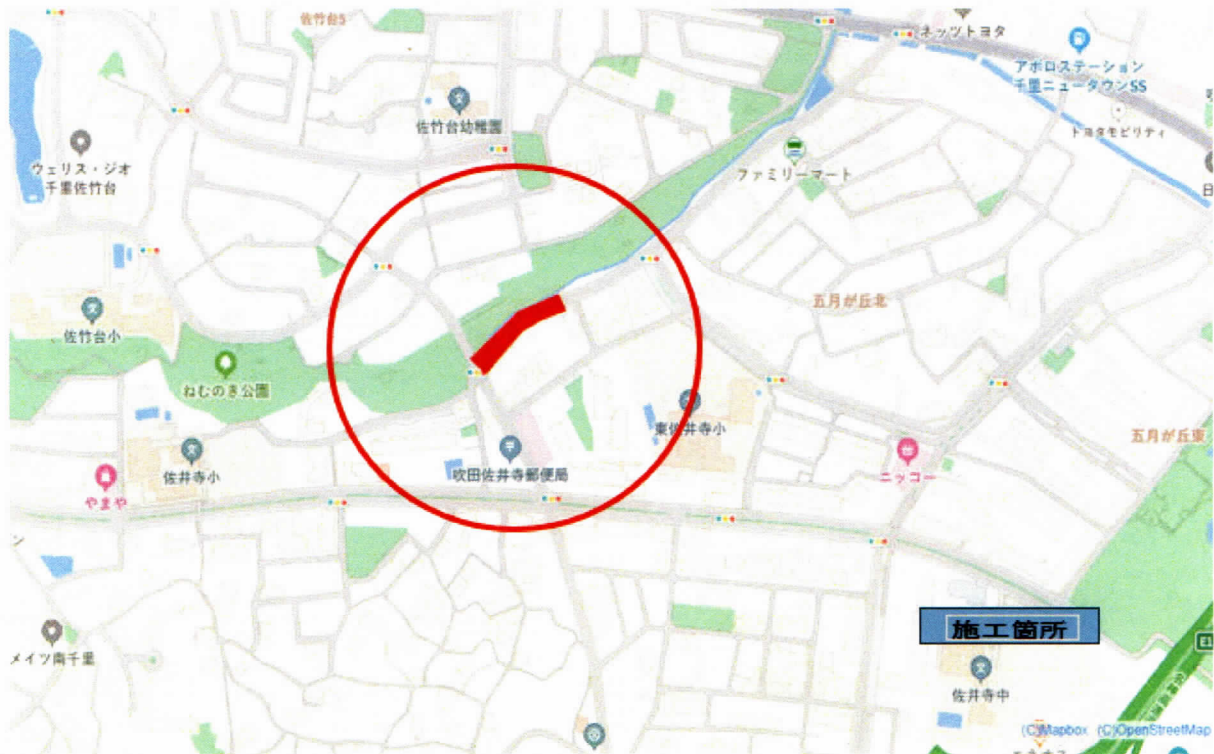 佐竹台5
ネッツトヨタ
アポロステーション
千里ニュータウンSS
トヨタモビリティ
佐竹台幼稚園
ウェリス・ジオ
千里佐竹台
ファミリーマート
日
五月が丘北
佐竹台小
ねむのき公園
東佐井寺小
五月が丘東
佐井寺小
吹田佐井寺郵便局
ニッコー
やまや
ン
施工箇所
E1
メイツ南千里
佐井寺中
(C)Mapbox (C)OpenStreetMap